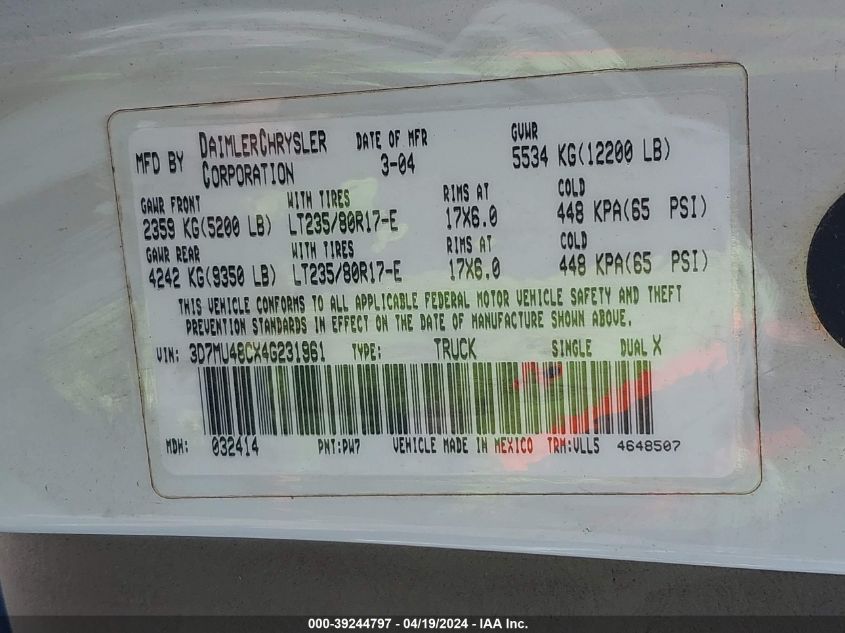 MFD BY DAIMLERCHRYSLER CORPORATION DATE OF MFR 3-04 GVWR 5534 KG(12200 LB)
GAWR FRONT WITH TIRES RIMS AT COLD
2359 KG(5200 LB) LT235/80R17-E 17X6.0 448 KPA(65 PSI)
GAWR REAR WITH TIRES RIMS AT COLD
4242 KG(9350 LB) LT235/80R17-E 17X6.0 448 KPA(65 PSI)
THIS VEHICLE CONFORMS TO ALL APPLICABLE FEDERAL MOTOR VEHICLE SAFETY AND THEFT
PREVENTION STANDARDS IN EFFECT ON THE DATE OF MANUFACTURE SHOWN ABOVE.
VIN: 3D7MU48CX4G231961 TYPE: TRUCK SINGLE DUAL X
MDH: 032414 PNT:PW7 VEHICLE MADE IN MEXICO TRM:VLL5 4648507
000-39244797 - 04/19/2024 - IAA Inc.